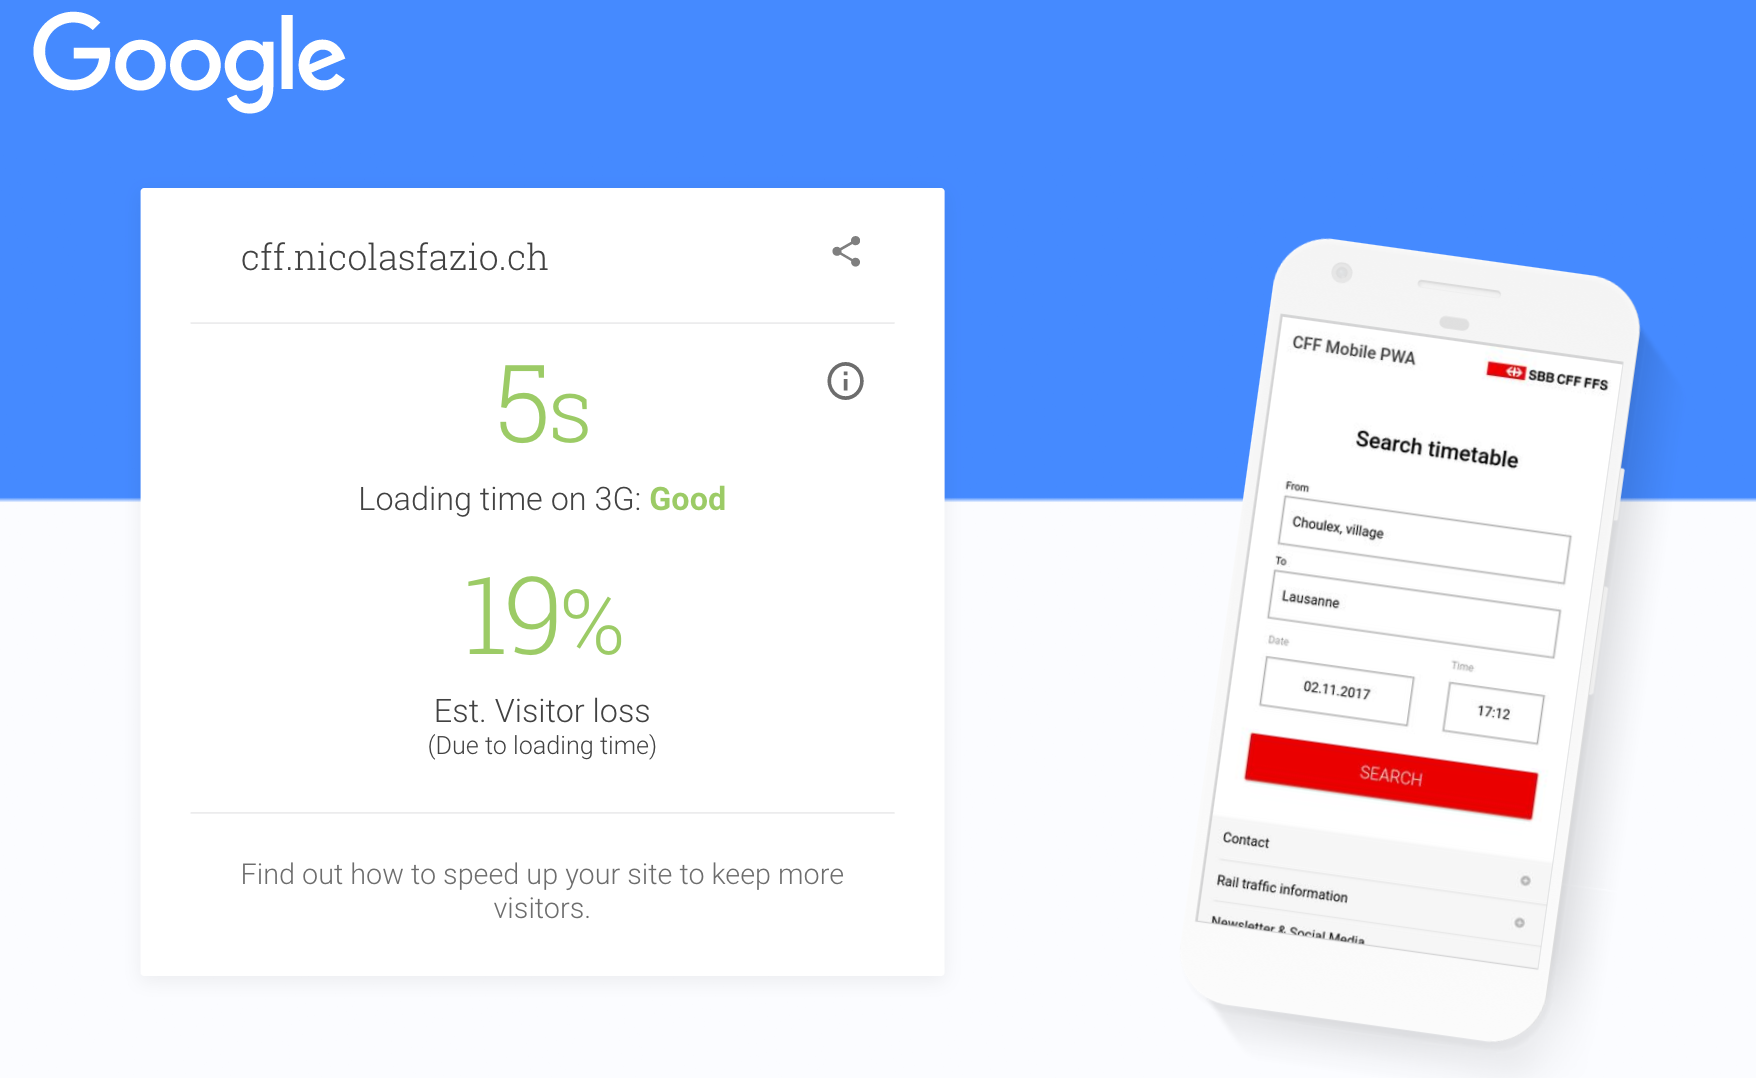 Google
cff.nicolasfazio.ch
5s
Loading time on 3G: Good
19%
Est. Visitor loss
(Due to loading time)
Find out how to speed up your site to keep more
visitors.
CFF Mobile PWA
SBB CFF FFS
Search timetable
From
Choulex, village
To
Lausanne
Date
Time
02.11.2017
17:12
SEARCH
Contact
Rail traffic information
Newsletter & Social Media